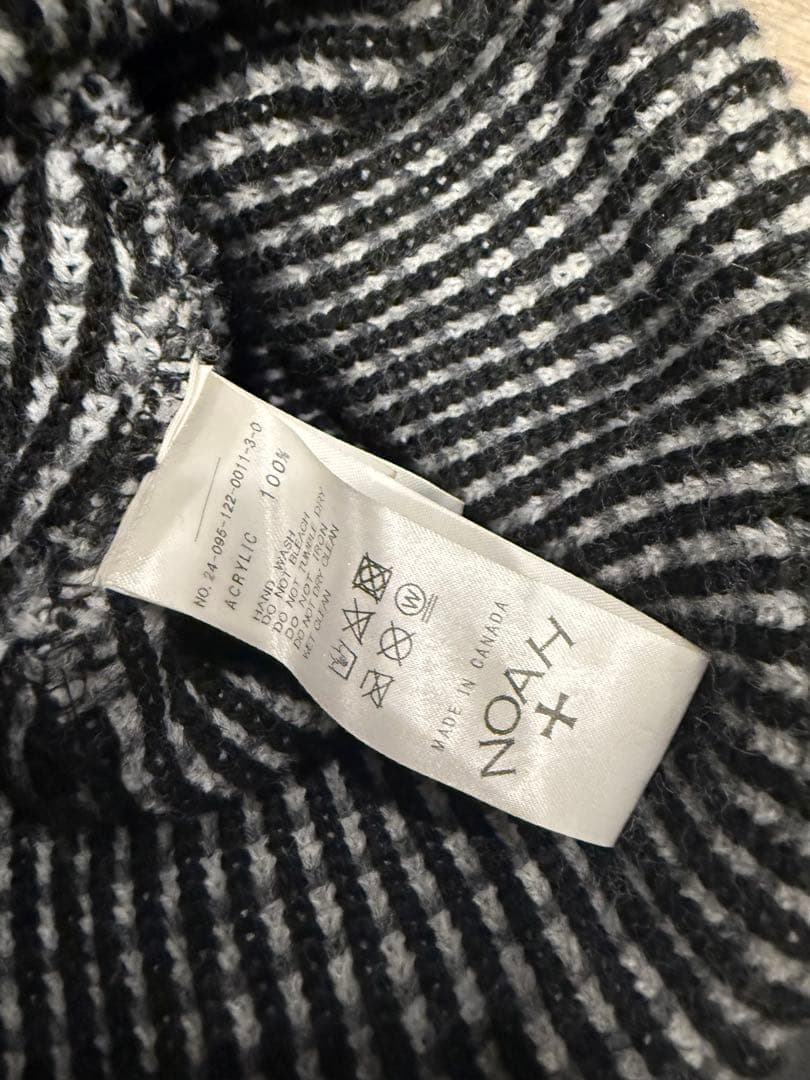 NO. 24-095-122-0011-3-0
ACRYLIC 100%
HAND WASH
DO NOT BLEACH
DO NOT TUMBLE DRY
DO NOT IRON
DO NOT DRY CLEAN
WET CLEAN
W
MADE IN CANADA
NOAH